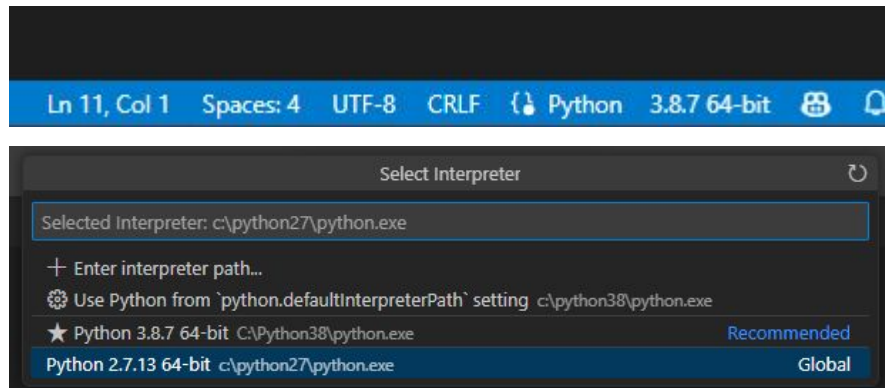 Ln 11, Col 1 Spaces: 4 UTF-8 CRLF Python 3.8.7 64-bit
Select Interpreter
Selected Interpreter: c:\python27\python.exe
+ Enter interpreter path...
Use Python from `python.defaultInterpreterPath` setting c:\python38\python.exe
Python 3.8.7 64-bit C:\Python38\python.exe Recommended
Python 2.7.13 64-bit c:\python27\python.exe Global